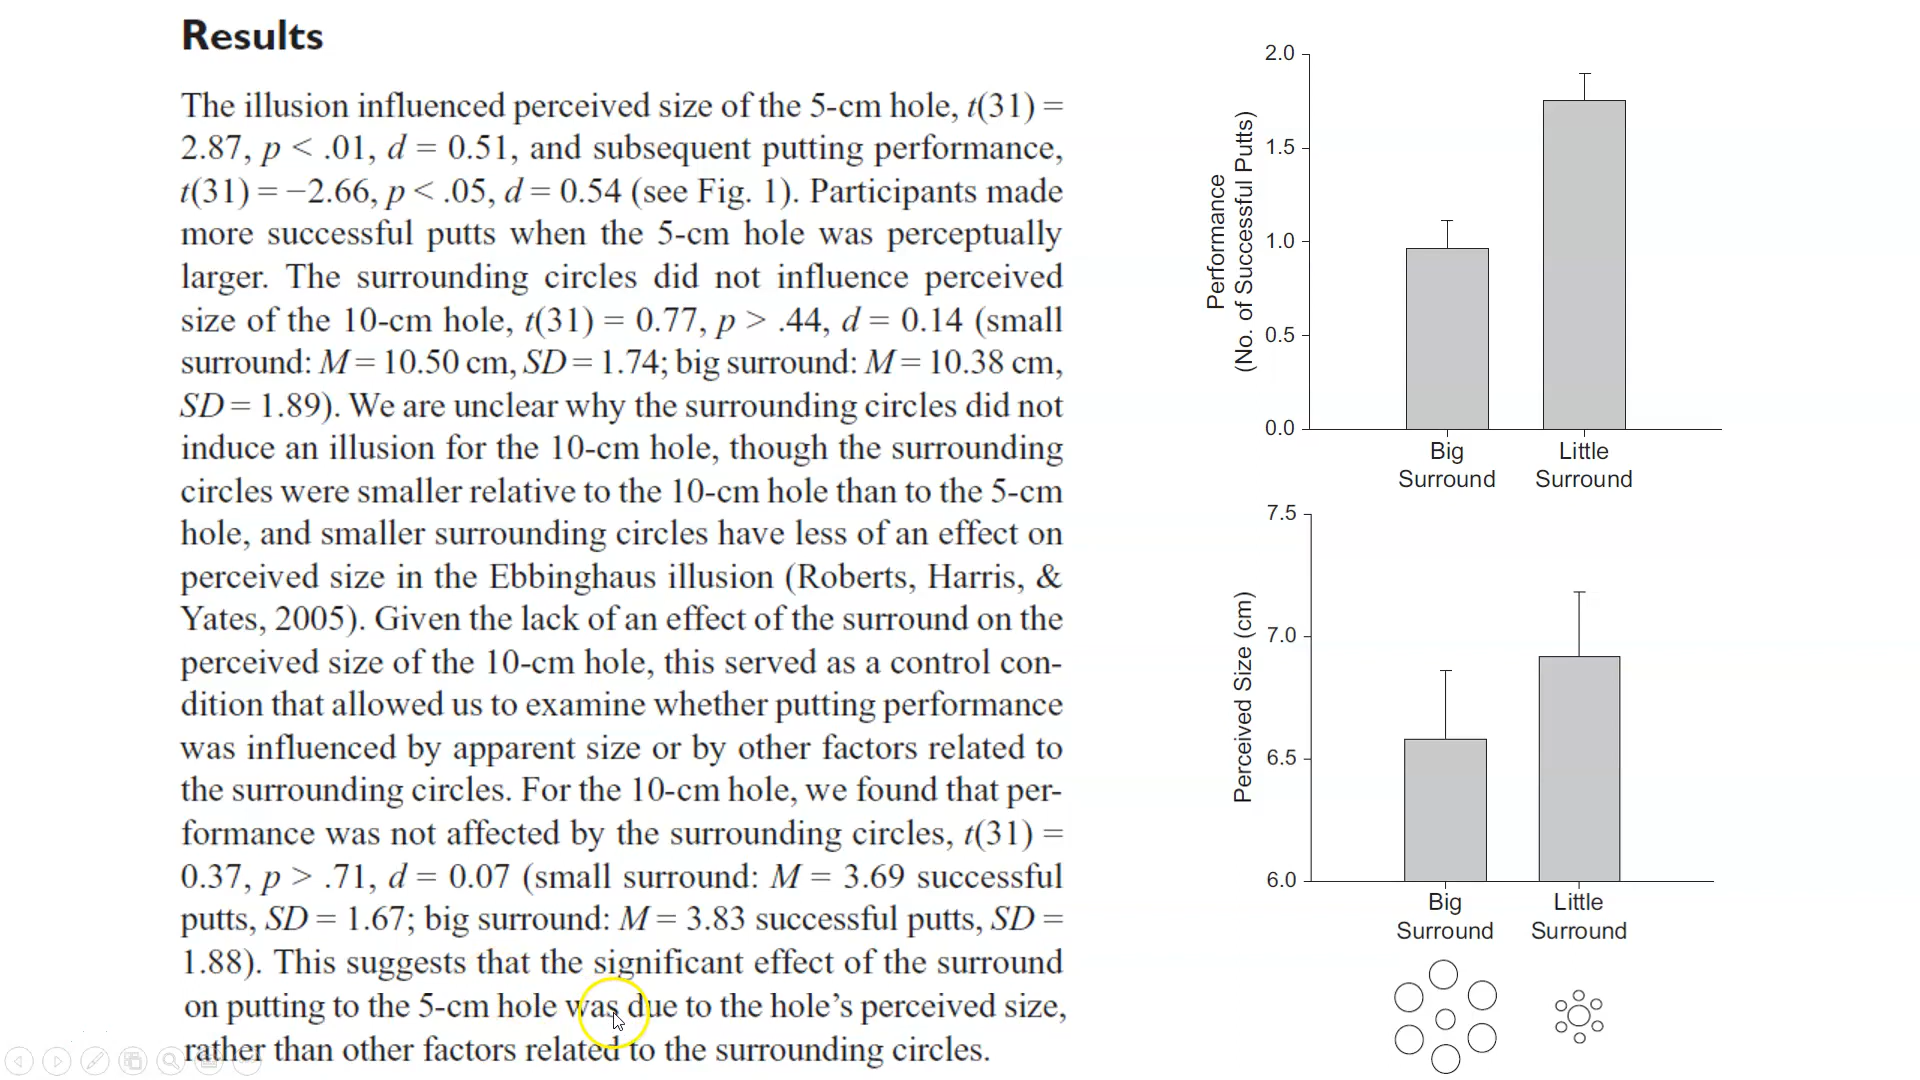 Results
The illusion influenced perceived size of the 5-cm hole, t(31) =
2.87, p < .01, d = 0.51, and subsequent putting performance,
t(31) = −2.66, p < .05, d = 0.54 (see Fig. 1). Participants made
more successful putts when the 5-cm hole was perceptually
larger. The surrounding circles did not influence perceived
size of the 10-cm hole, t(31) = 0.77, p > .44, d = 0.14 (small
surround: M = 10.50 cm, SD = 1.74; big surround: M = 10.38 cm,
SD = 1.89). We are unclear why the surrounding circles did not
induce an illusion for the 10-cm hole, though the surrounding
circles were smaller relative to the 10-cm hole than to the 5-cm
hole, and smaller surrounding circles have less of an effect on
perceived size in the Ebbinghaus illusion (Roberts, Harris, &
Yates, 2005). Given the lack of an effect of the surround on the
perceived size of the 10-cm hole, this served as a control con-
dition that allowed us to examine whether putting performance
was influenced by apparent size or by other factors related to
the surrounding circles. For the 10-cm hole, we found that per-
formance was not affected by the surrounding circles, t(31) =
0.37, p > .71, d = 0.07 (small surround: M = 3.69 successful
putts, SD = 1.67; big surround: M = 3.83 successful putts, SD =
1.88). This suggests that the significant effect of the surround
on putting to the 5-cm hole was due to the hole's perceived size,
rather than other factors related to the surrounding circles.
Performance
(No. of Successful Putts)
2.0
1.5
1.0
0.5
0.0
Big Surround
Little Surround
Perceived Size (cm)
7.5
7.0
6.5
6.0
Big Surround
Little Surround